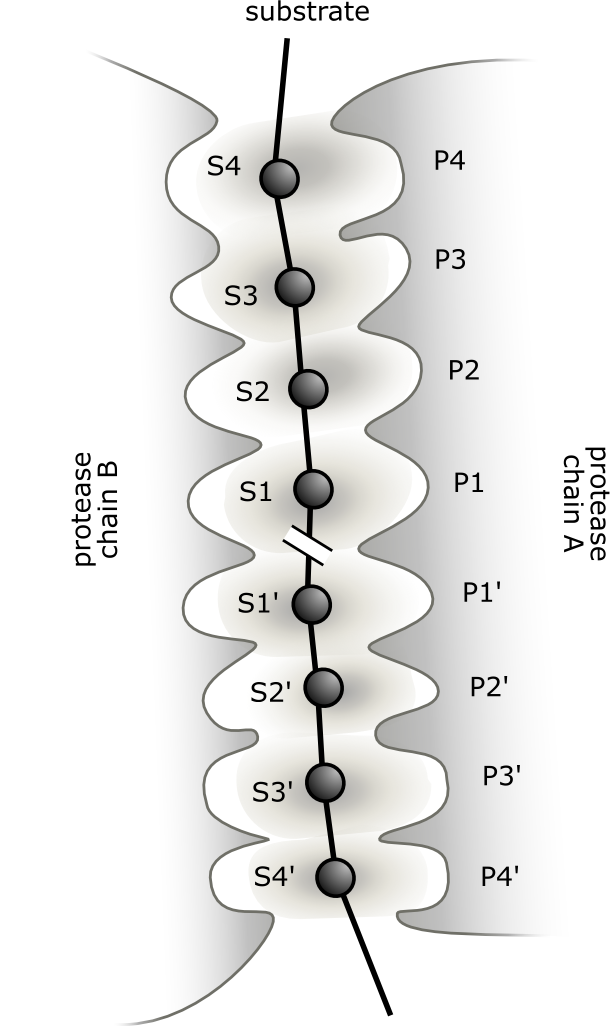 substrate
S4
P4
S3
P3
S2
P2
S1
P1
protease
chain B
protease
chain A
S1'
P1'
S2'
P2'
S3'
P3'
S4'
P4'